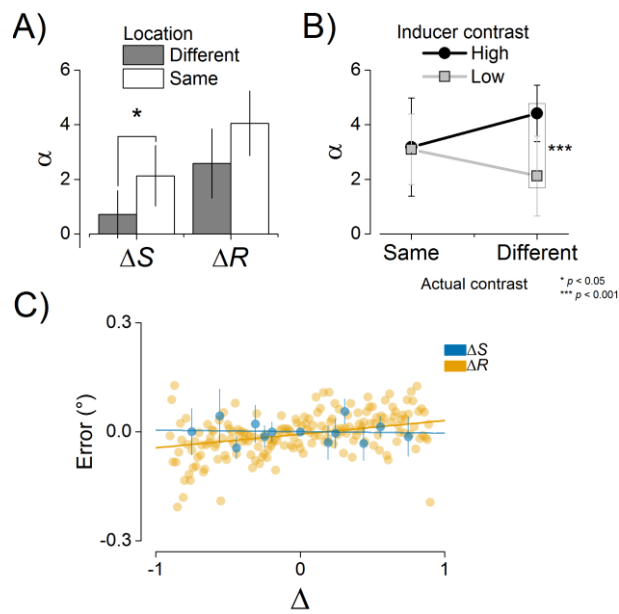 A)
Location
Different
Same
6
4
2
0
α
*
ΔS
ΔR
B)
Inducer contrast
High
Low
6
4
2
0
α
***
Same
Different
Actual contrast
* p < 0.05
*** p < 0.001
C)
0.3
0.0
-0.3
Error (°)
ΔS
ΔR
-1
0
1
Δ